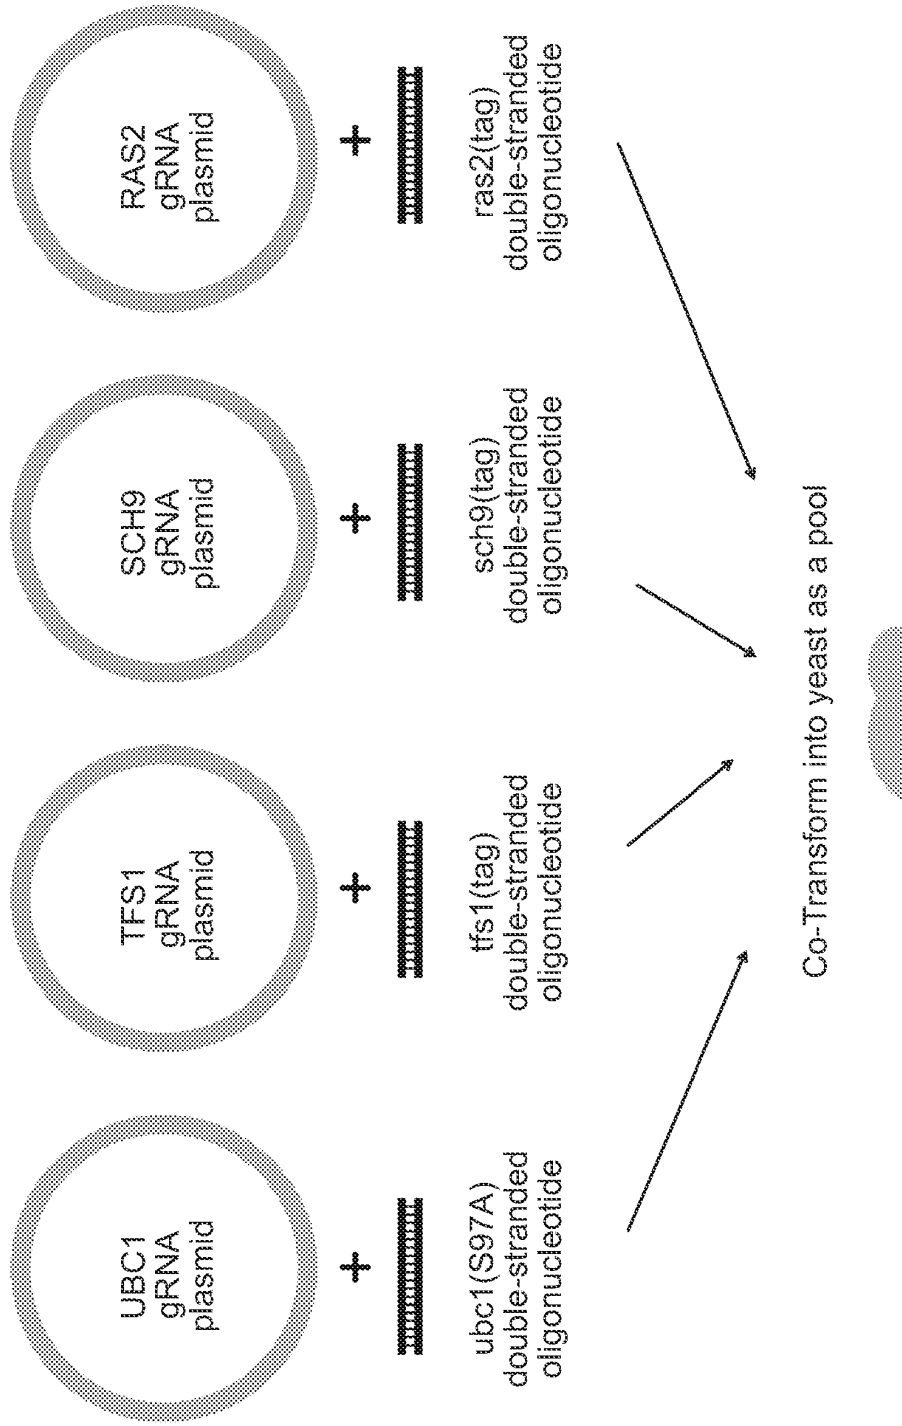 UBC1
gRNA
plasmid
+
ubc1(S97A)
double-stranded
oligonucleotide
TFS1
gRNA
plasmid
+
tfs1(tag)
double-stranded
oligonucleotide
SCH9
gRNA
plasmid
+
sch9(tag)
double-stranded
oligonucleotide
RAS2
gRNA
plasmid
+
ras2(tag)
double-stranded
oligonucleotide
Co-Transform into yeast as a pool